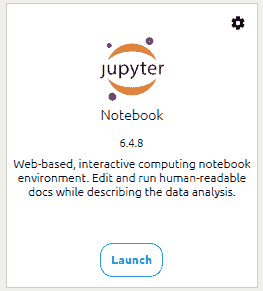 jupyter
Notebook
6.4.8
Web-based, interactive computing notebook
environment. Edit and run human-readable
docs while describing the data analysis.
Launch